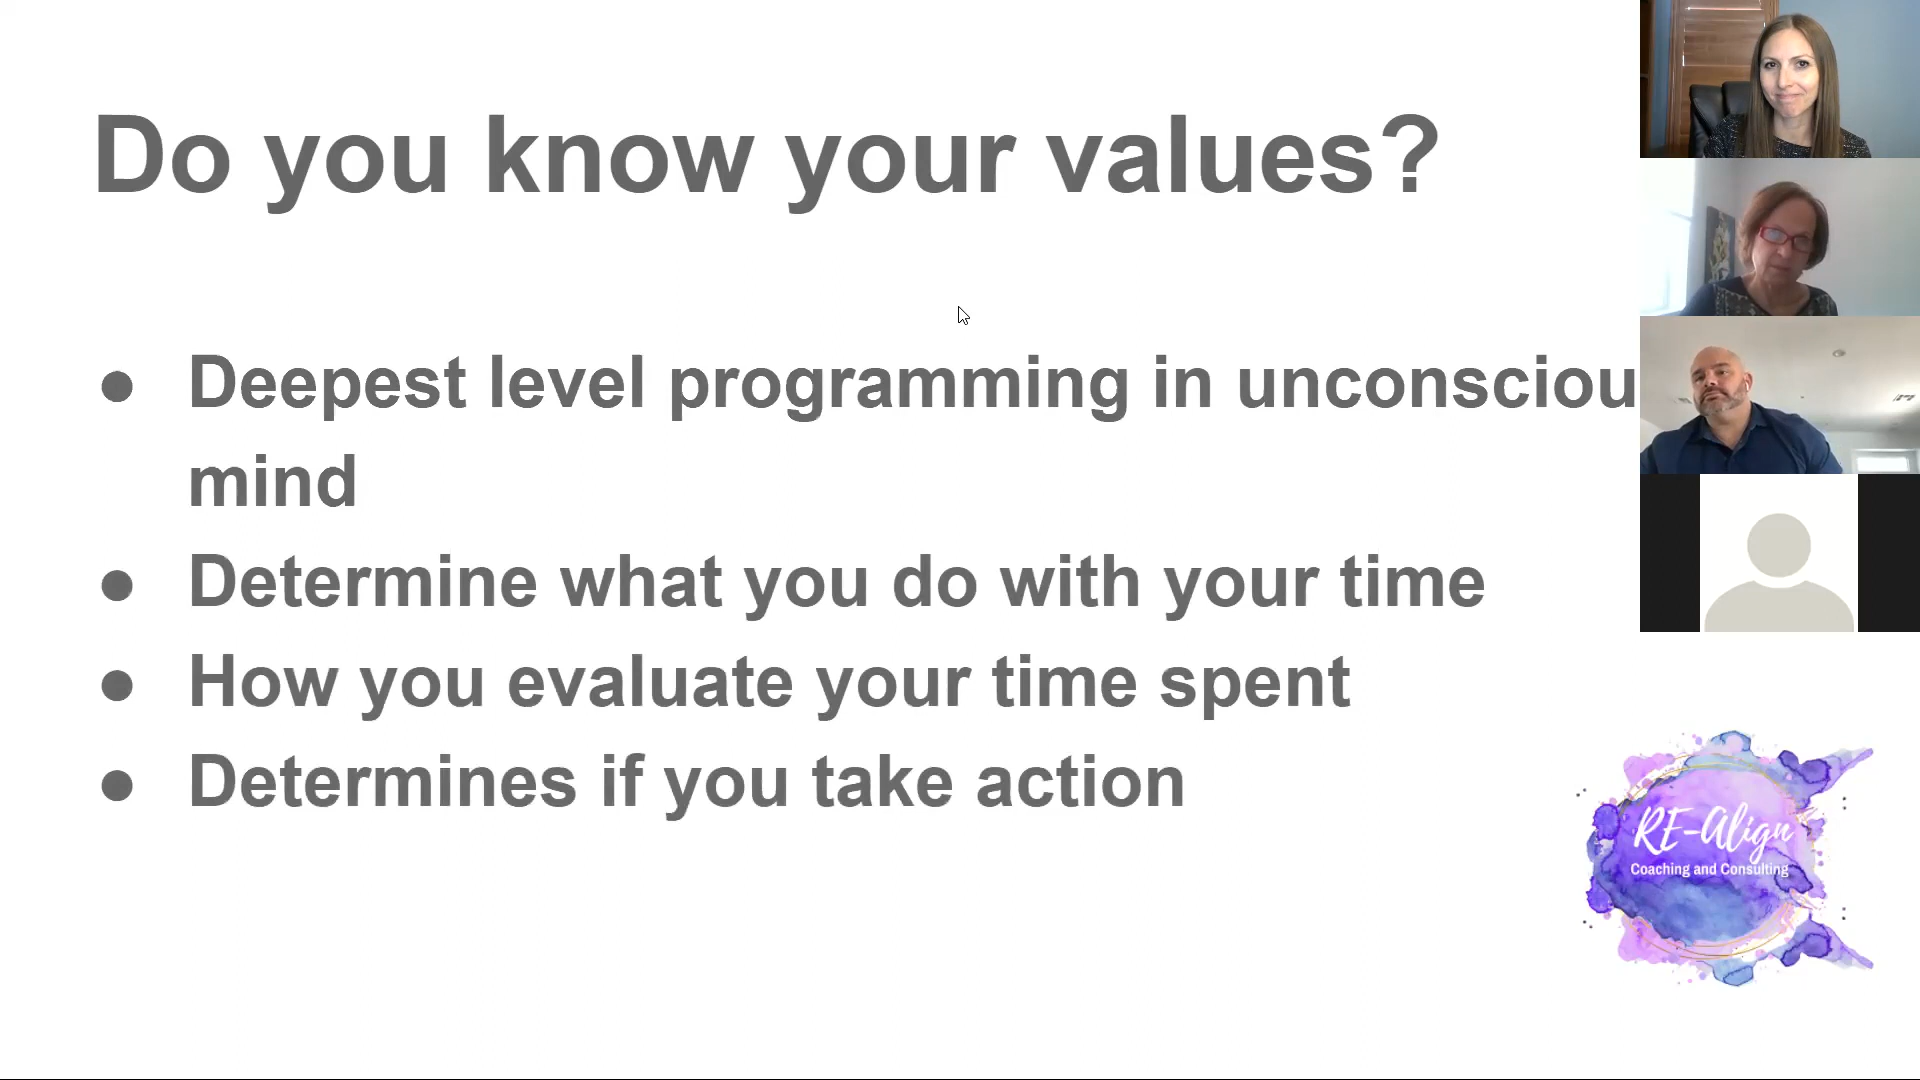 Do you know your values?
● Deepest level programming in unconsciou
mind
● Determine what you do with your time
● How you evaluate your time spent
● Determines if you take action
RE-Align
Coaching and Consulting